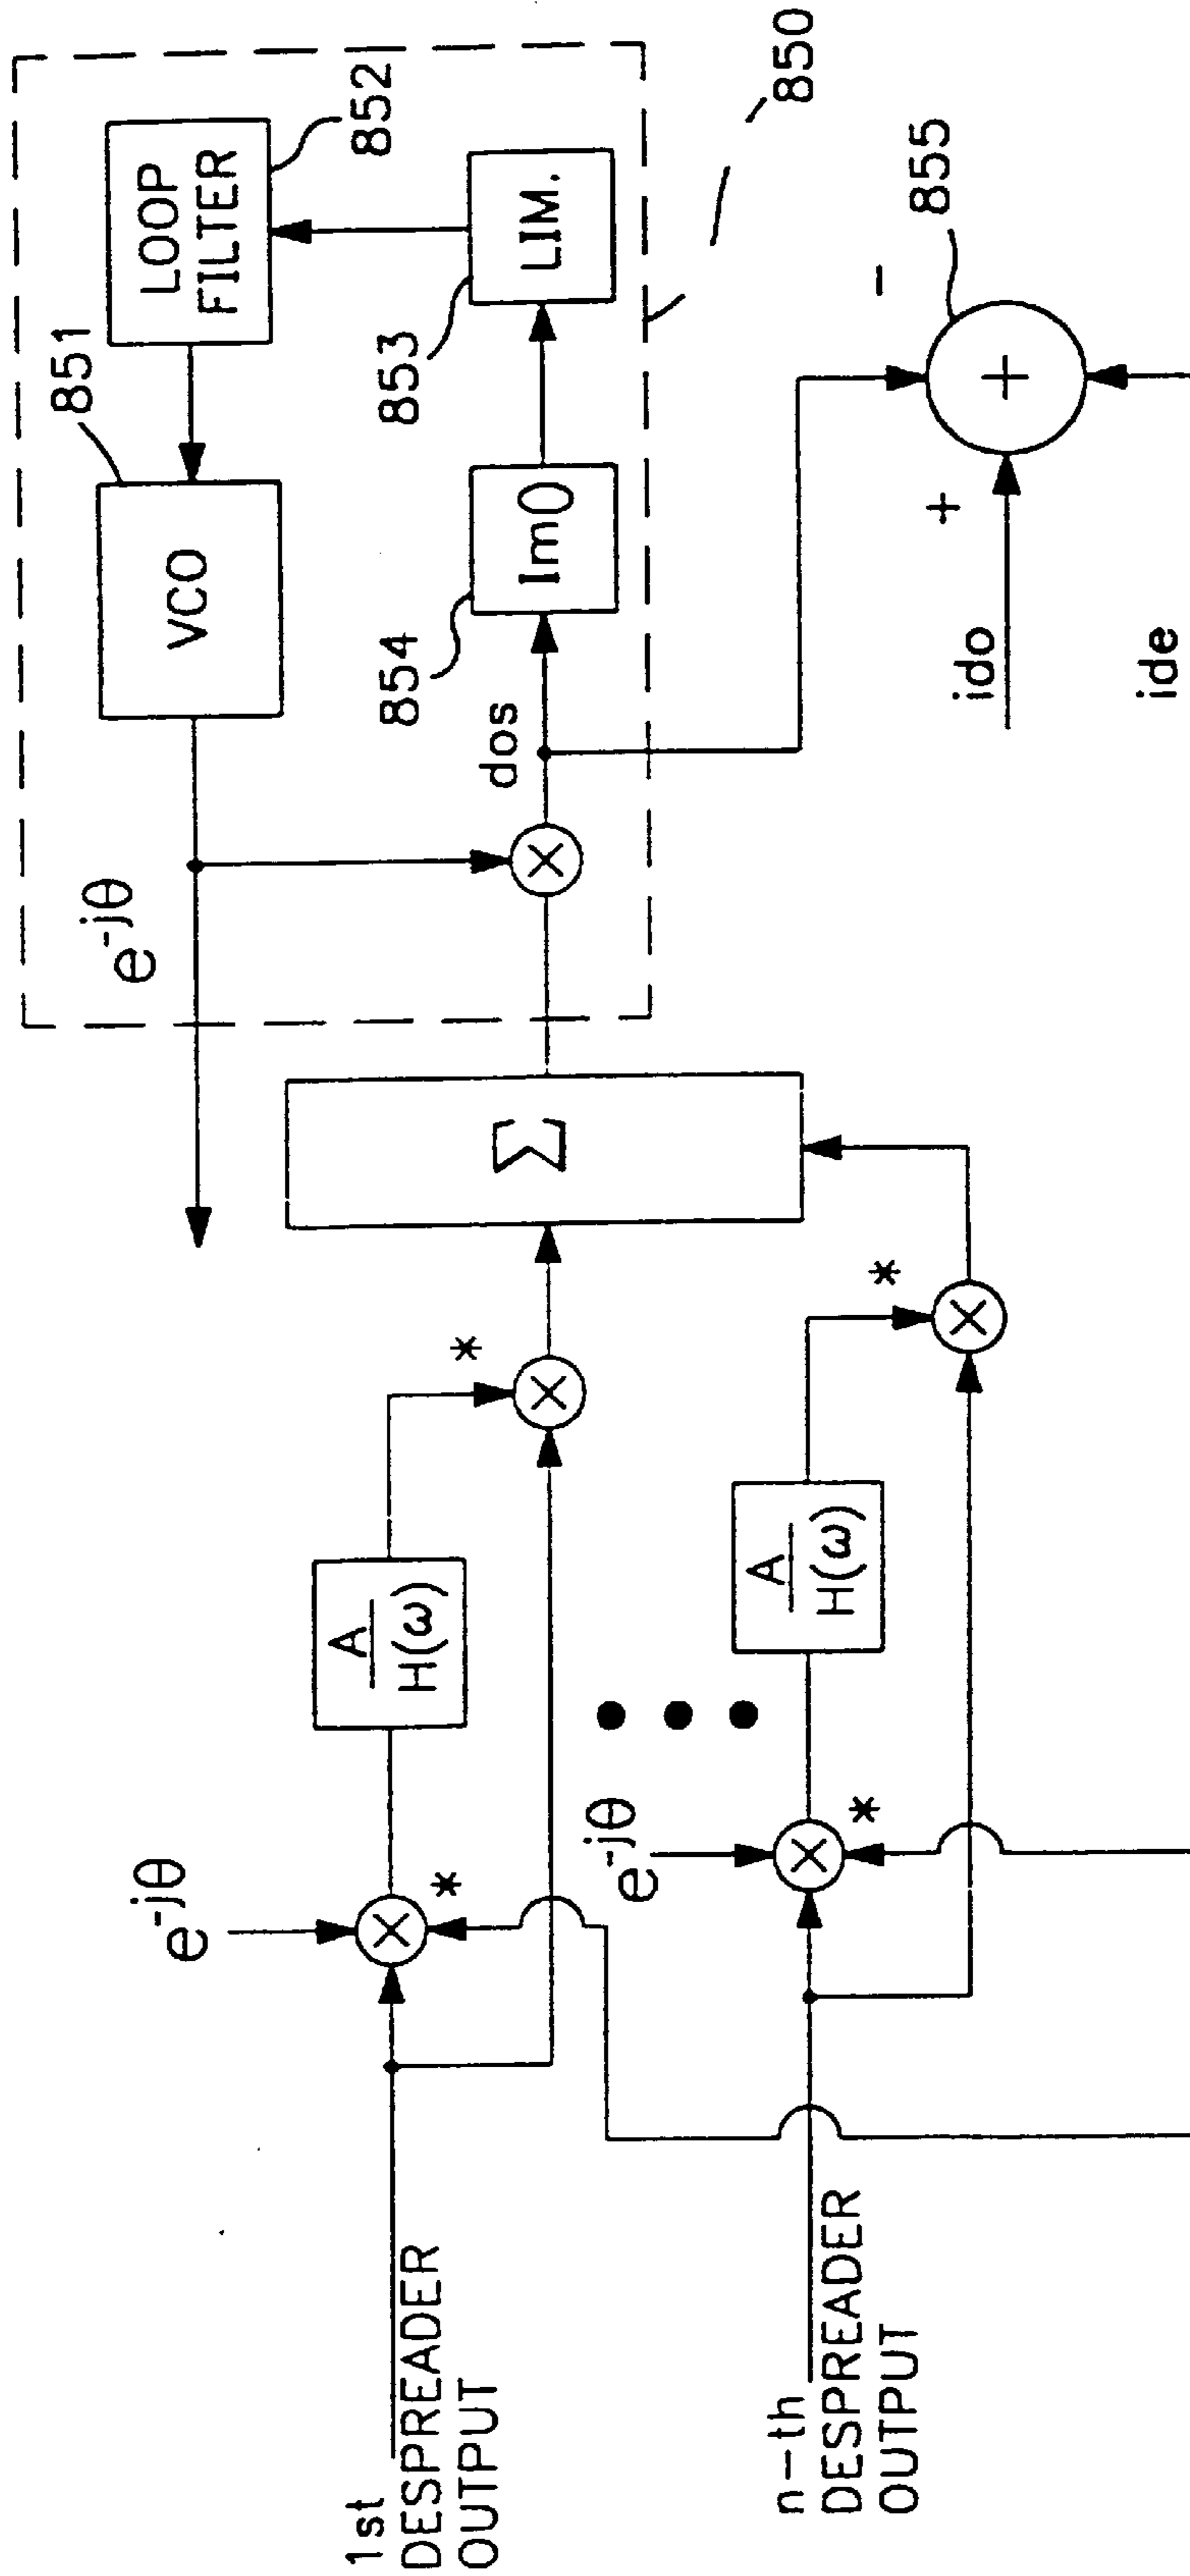 851
VCO
LOOP
FILTER
852
853
LIM.
854
Im()
dos
e^-jθ
850
855
-
+
+
ido
ide
Σ
*
*
A
H(ω)
A
H(ω)
e^-jθ
*
e^-jθ
*
1st
DESPREADER
OUTPUT
n-th
DESPREADER
OUTPUT